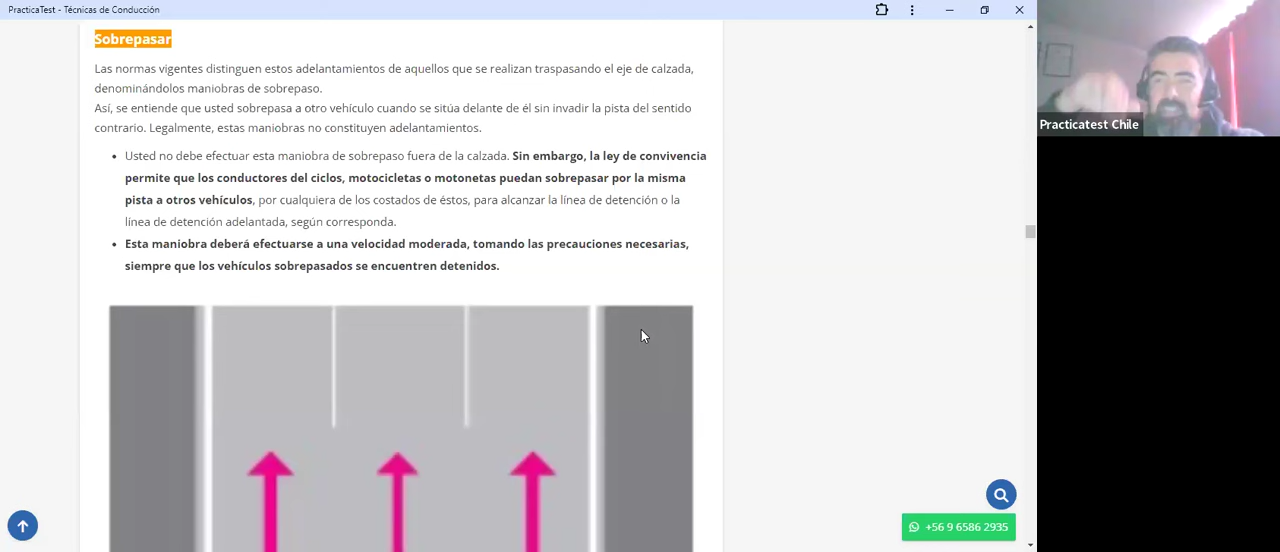 PracticaTest - Técnicas de Conducción
Sobrepasar
Las normas vigentes distinguen estos adelantamientos de aquellos que se realizan traspasando el eje de calzada,
denominándolos maniobras de sobrepaso.
Así, se entiende que usted sobrepasa a otro vehículo cuando se sitúa delante de él sin invadir la pista del sentido
contrario. Legalmente, estas maniobras no constituyen adelantamientos.
• Usted no debe efectuar esta maniobra de sobrepaso fuera de la calzada. Sin embargo, la ley de convivencia
permite que los conductores del ciclos, motocicletas o motonetas puedan sobrepasar por la misma
pista a otros vehículos, por cualquiera de los costados de éstos, para alcanzar la línea de detención o la
línea de detención adelantada, según corresponda.
• Esta maniobra deberá efectuarse a una velocidad moderada, tomando las precauciones necesarias,
siempre que los vehículos sobrepasados se encuentren detenidos.
Practicatest Chile
+56 9 6586 2935